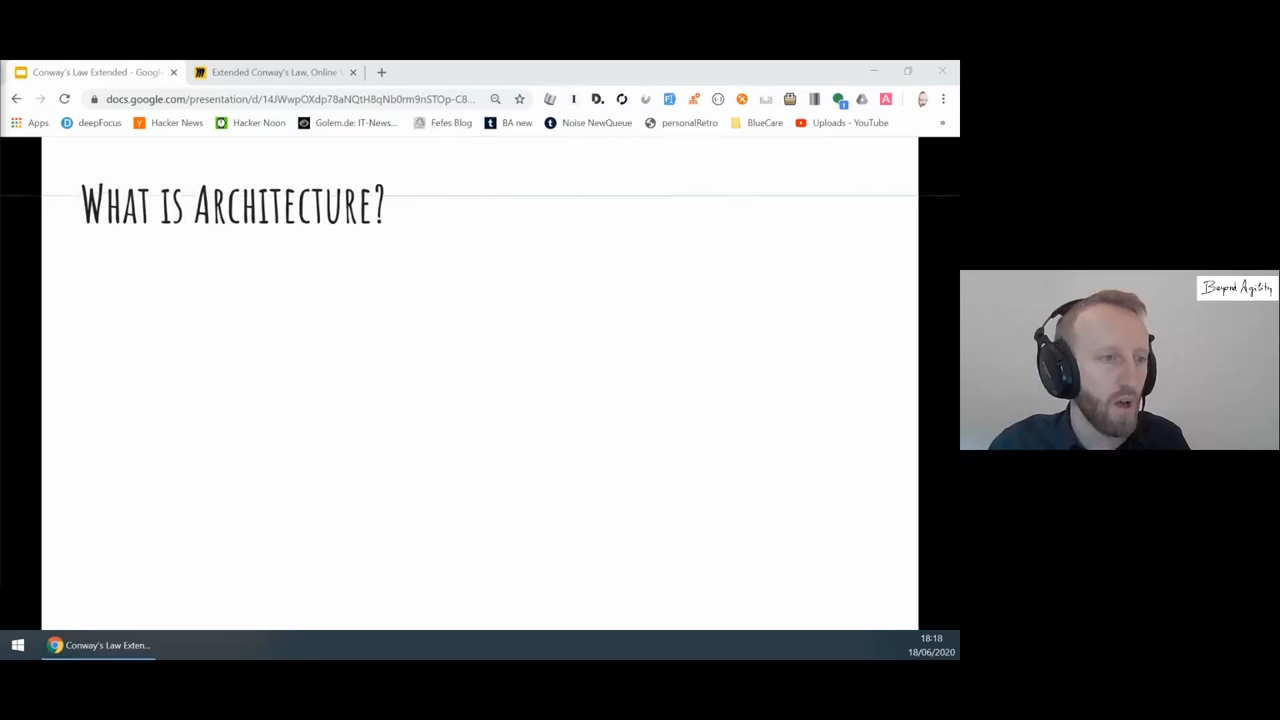 Conway's Law Extended - Googl
Extended Conway's Law, Online
docs.google.com/presentation/d/14JWwpOXdp78aNQtH8qNb0rm9nSTOp-C8...
Apps
deepFocus
Hacker News
Hacker Noon
Golem.de: IT-News...
Fefes Blog
BA new
Noise NewQueue
personalRetro
BlueCare
Uploads - YouTube
»
What is Architecture?
Beyond Agility
Conway's Law Exten...
18:18
18/06/2020